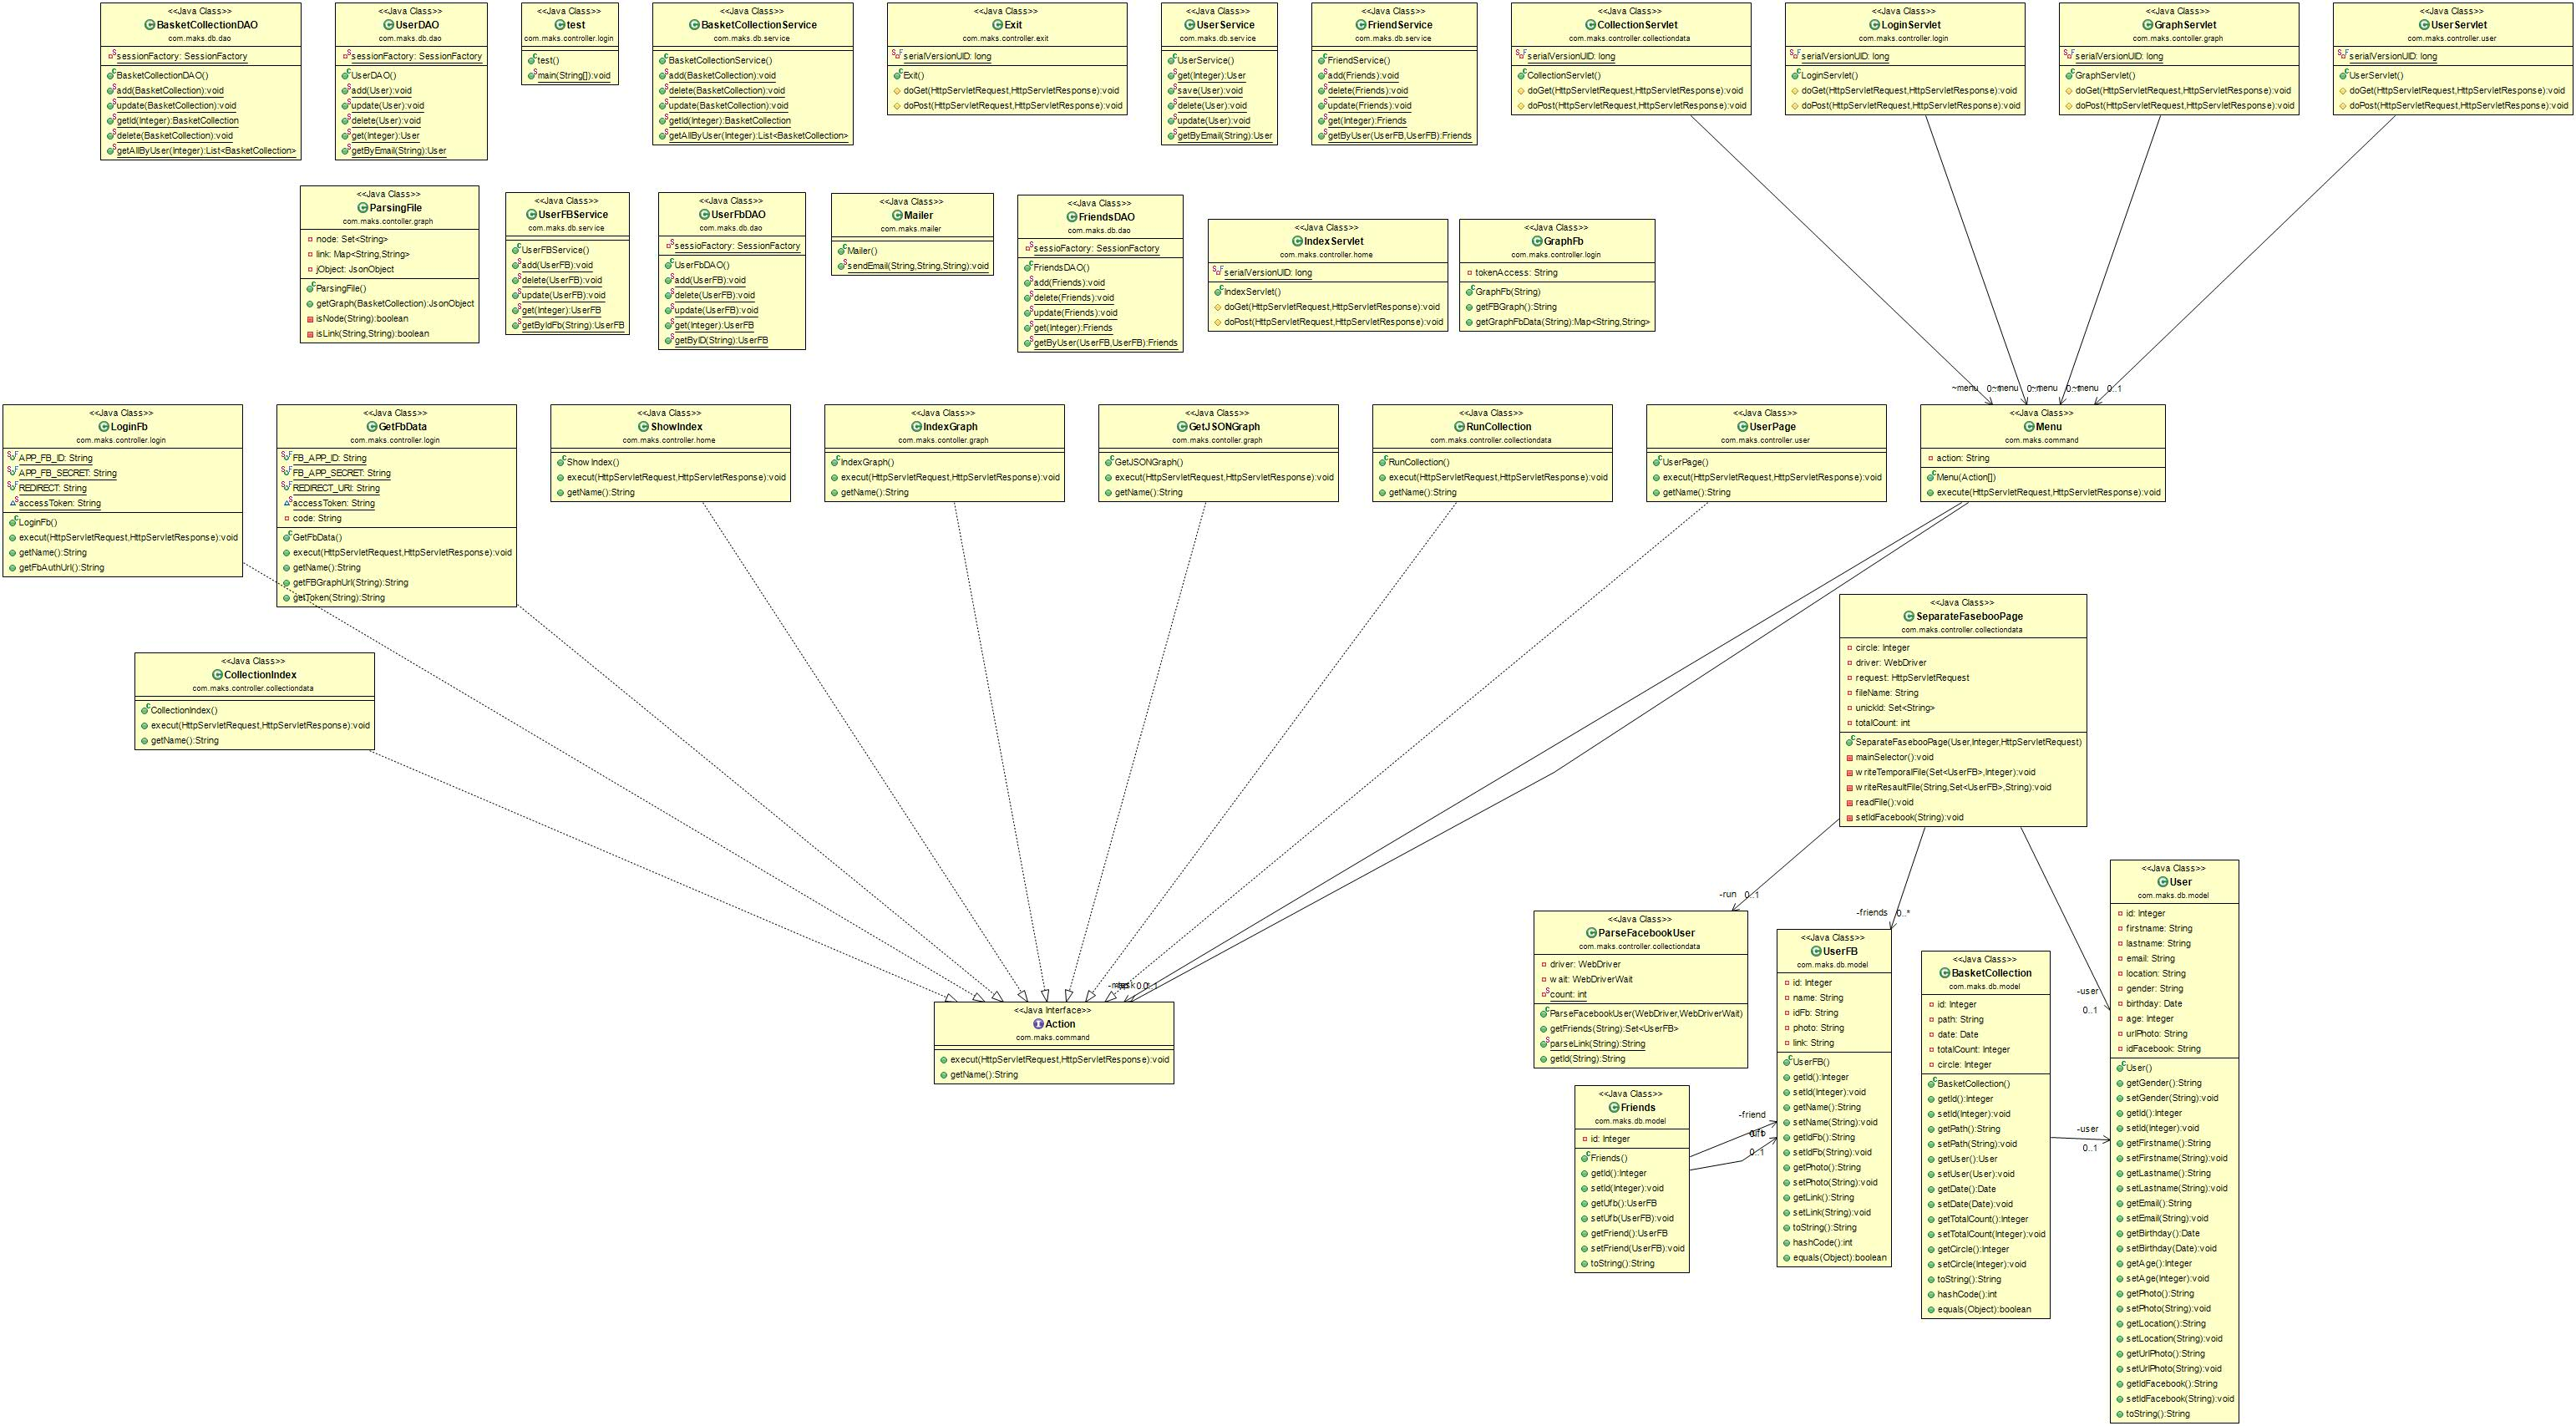 <<Java Class>>
BasketCollectionDAO
com.maks.db.dao
sessionFactory: SessionFactory
BasketCollectionDAO()
add(BasketCollection):void
update(BasketCollection):void
getId(Integer):BasketCollection
delete(BasketCollection):void
getAllByUser(Integer):List<BasketCollection>
<<Java Class>>
UserDAO
com.maks.db.dao
sessionFactory: SessionFactory
UserDAO()
add(User):void
update(User):void
delete(User):void
get(Integer):User
getByEmail(String):User
<<Java Class>>
test
com.maks.controller.login
test()
main(String[]):void
<<Java Class>>
BasketCollectionService
com.maks.db.service
BasketCollectionService()
add(BasketCollection):void
delete(BasketCollection):void
update(BasketCollection):void
getId(Integer):BasketCollection
getAllByUser(Integer):List<BasketCollection>
<<Java Class>>
Exit
com.maks.controller.exit
serialVersionUID: long
Exit()
doGet(HttpServletRequest,HttpServletResponse):void
doPost(HttpServletRequest,HttpServletResponse):void
<<Java Class>>
UserService
com.maks.db.service
UserService()
get(Integer):User
save(User):void
delete(User):void
update(User):void
getByEmail(String):User
<<Java Class>>
FriendService
com.maks.db.service
FriendService()
add(Friends):void
delete(Friends):void
update(Friends):void
get(Integer):Friends
getByUser(UserFB,UserFB):Friends
<<Java Class>>
CollectionServlet
com.maks.controller.collectiondata
serialVersionUID: long
CollectionServlet()
doGet(HttpServletRequest,HttpServletResponse):void
doPost(HttpServletRequest,HttpServletResponse):void
<<Java Class>>
LoginServlet
com.maks.controller.login
serialVersionUID: long
LoginServlet()
doGet(HttpServletRequest,HttpServletResponse):void
doPost(HttpServletRequest,HttpServletResponse):void
<<Java Class>>
GraphServlet
com.maks.controller.graph
serialVersionUID: long
GraphServlet()
doGet(HttpServletRequest,HttpServletResponse):void
doPost(HttpServletRequest,HttpServletResponse):void
<<Java Class>>
UserServlet
com.maks.controller.user
serialVersionUID: long
UserServlet()
doGet(HttpServletRequest,HttpServletResponse):void
doPost(HttpServletRequest,HttpServletResponse):void
<<Java Class>>
ParsingFile
com.maks.contoller.graph
node: Set<String>
link: Map<String,String>
jObject: JsonObject
ParsingFile()
getGraph(BasketCollection):JsonObject
isNode(String):boolean
isLink(String,String):boolean
<<Java Class>>
UserFBService
com.maks.db.service
UserFBService()
add(UserFB):void
delete(UserFB):void
update(UserFB):void
get(Integer):UserFB
getByIdFb(String):UserFB
<<Java Class>>
UserFbDAO
com.maks.db.dao
sessioFactory: SessionFactory
UserFbDAO()
add(UserFB):void
delete(UserFB):void
update(UserFB):void
get(Integer):UserFB
getByID(String):UserFB
<<Java Class>>
Mailer
com.maks.mailer
Mailer()
sendEmail(String,String,String):void
<<Java Class>>
FriendsDAO
com.maks.db.dao
sessioFactory: SessionFactory
FriendsDAO()
add(Friends):void
delete(Friends):void
update(Friends):void
get(Integer):Friends
getByUser(UserFB,UserFB):Friends
<<Java Class>>
IndexServlet
com.maks.controller.home
serialVersionUID: long
IndexServlet()
doGet(HttpServletRequest,HttpServletResponse):void
doPost(HttpServletRequest,HttpServletResponse):void
<<Java Class>>
GraphFb
com.maks.controller.login
tokenAccess: String
GraphFb(String)
getFBGraph():String
getGraphFbData(String):Map<String,String>
~menu
~menu
~menu
~menu
0..1
<<Java Class>>
LoginFb
com.maks.controller.login
APP_FB_ID: String
APP_FB_SECRET: String
REDIRECT: String
accessToken: String
LoginFb()
execut(HttpServletRequest,HttpServletResponse):void
getName():String
getFbAuthUrl():String
<<Java Class>>
GetFbData
com.maks.controller.login
FB_APP_ID: String
FB_APP_SECRET: String
REDIRECT_URI: String
accessToken: String
code: String
GetFbData()
execut(HttpServletRequest,HttpServletResponse):void
getName():String
getFBGraphUrl(String):String
getToken(String):String
<<Java Class>>
ShowIndex
com.maks.controller.home
ShowIndex()
execut(HttpServletRequest,HttpServletResponse):void
getName():String
<<Java Class>>
IndexGraph
com.maks.controller.graph
IndexGraph()
execut(HttpServletRequest,HttpServletResponse):void
getName():String
<<Java Class>>
GetJSONGraph
com.maks.controller.graph
GetJSONGraph()
execut(HttpServletRequest,HttpServletResponse):void
getName():String
<<Java Class>>
RunCollection
com.maks.controller.collectiondata
RunCollection()
execut(HttpServletRequest,HttpServletResponse):void
getName():String
<<Java Class>>
UserPage
com.maks.controller.user
UserPage()
execut(HttpServletRequest,HttpServletResponse):void
getName():String
<<Java Class>>
Menu
com.maks.command
action: String
Menu(Action[])
execute(HttpServletRequest,HttpServletResponse):void
<<Java Class>>
CollectionIndex
com.maks.controller.collectiondata
CollectionIndex()
execut(HttpServletRequest,HttpServletResponse):void
getName():String
<<Java Class>>
SeparateFasebooPage
com.maks.controller.collectiondata
circle: Integer
driver: WebDriver
request: HttpServletRequest
fileName: String
unickId: Set<String>
totalCount: int
SeparateFasebooPage(User,Integer,HttpServletRequest)
mainSelector():void
writeTemporalFile(Set<UserFB>,Integer):void
writeResaultFile(String,Set<UserFB>,String):void
readFile():void
setIdFacebook(String):void
-run 0..1
-friends 0..*
-user
0..1
<<Java Interface>>
Action
com.maks.command
execut(HttpServletRequest,HttpServletResponse):void
getName():String
<<Java Class>>
ParseFacebookUser
com.maks.controller.collectiondata
driver: WebDriver
wait: WebDriverWait
count: int
ParseFacebookUser(WebDriver,WebDriverWait)
getFriends(String):Set<UserFB>
parseLink(String):String
getId(String):String
<<Java Class>>
Friends
com.maks.db.model
id: Integer
Friends()
getId():Integer
setId(Integer):void
getUfb():UserFB
setUfb(UserFB):void
getFriend():UserFB
setFriend(UserFB):void
toString():String
-friend
0..1
<<Java Class>>
UserFB
com.maks.db.model
id: Integer
name: String
idFb: String
photo: String
link: String
UserFB()
getId():Integer
setId(Integer):void
getName():String
setName(String):void
getIdFb():String
setIdFb(String):void
getPhoto():String
setPhoto(String):void
getLink():String
setLink(String):void
toString():String
hashCode():int
equals(Object):boolean
<<Java Class>>
BasketCollection
com.maks.db.model
id: Integer
path: String
date: Date
totalCount: Integer
circle: Integer
BasketCollection()
getId():Integer
setId(Integer):void
getPath():String
setPath(String):void
getUser():User
setUser(User):void
getDate():Date
setDate(Date):void
getTotalCount():Integer
setTotalCount(Integer):void
getCircle():Integer
setCircle(Integer):void
toString():String
hashCode():int
equals(Object):boolean
-user
0..1
<<Java Class>>
User
com.maks.db.model
id: Integer
firstname: String
lastname: String
email: String
location: String
gender: String
birthday: Date
age: Integer
urlPhoto: String
idFacebook: String
User()
getGender():String
setGender(String):void
getId():Integer
setId(Integer):void
getFirstname():String
setFirstname(String):void
getLastname():String
setLastname(String):void
getEmail():String
setEmail(String):void
getBirthday():Date
setBirthday(Date):void
getAge():Integer
setAge(Integer):void
getPhoto():String
setPhoto(String):void
getLocation():String
setLocation(String):void
getUrlPhoto():String
setUrlPhoto(String):void
getIdFacebook():String
setIdFacebook(String):void
toString():String